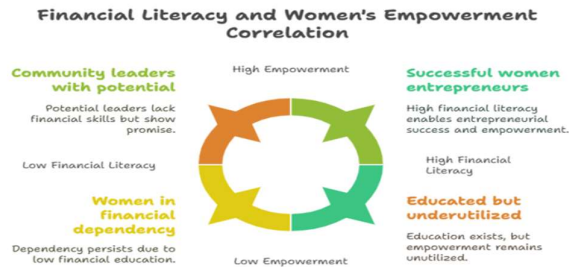 Financial Literacy and Women's Empowerment
Correlation
High Empowerment
Community leaders
with potential
Potential leaders lack
financial skills but show
promise.
Successful women
entrepreneurs
High financial literacy
enables entrepreneurial
success and empowerment.
Low Financial Literacy
High Financial
Literacy
Women in
financial
dependency
Dependency persists due to
low financial education.
Educated but
underutilized
Education exists, but
empowerment remains
unutilized.
Low Empowerment